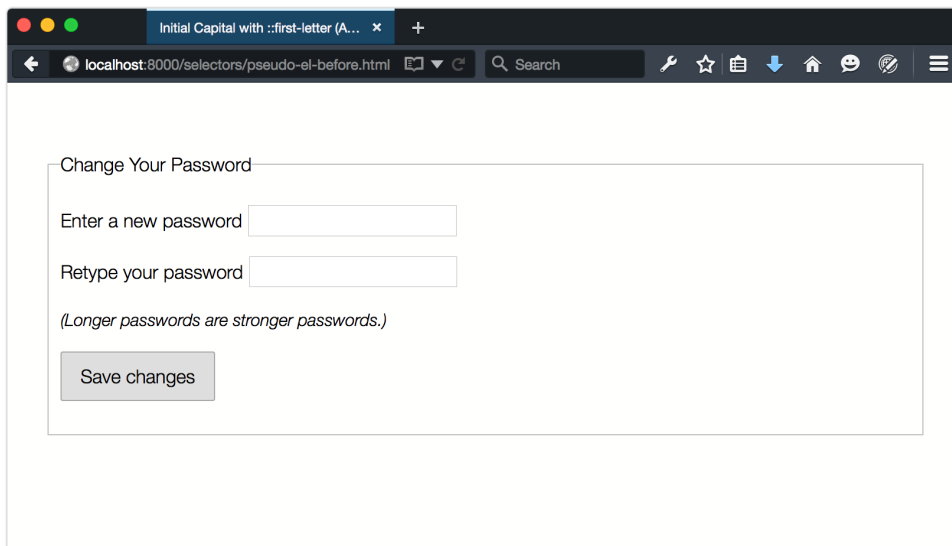 Initial Capital with ::first-letter (A...
localhost:8000/selectors/pseudo-el-before.html
Search
Change Your Password
Enter a new password
Retype your password
(Longer passwords are stronger passwords.)
Save changes